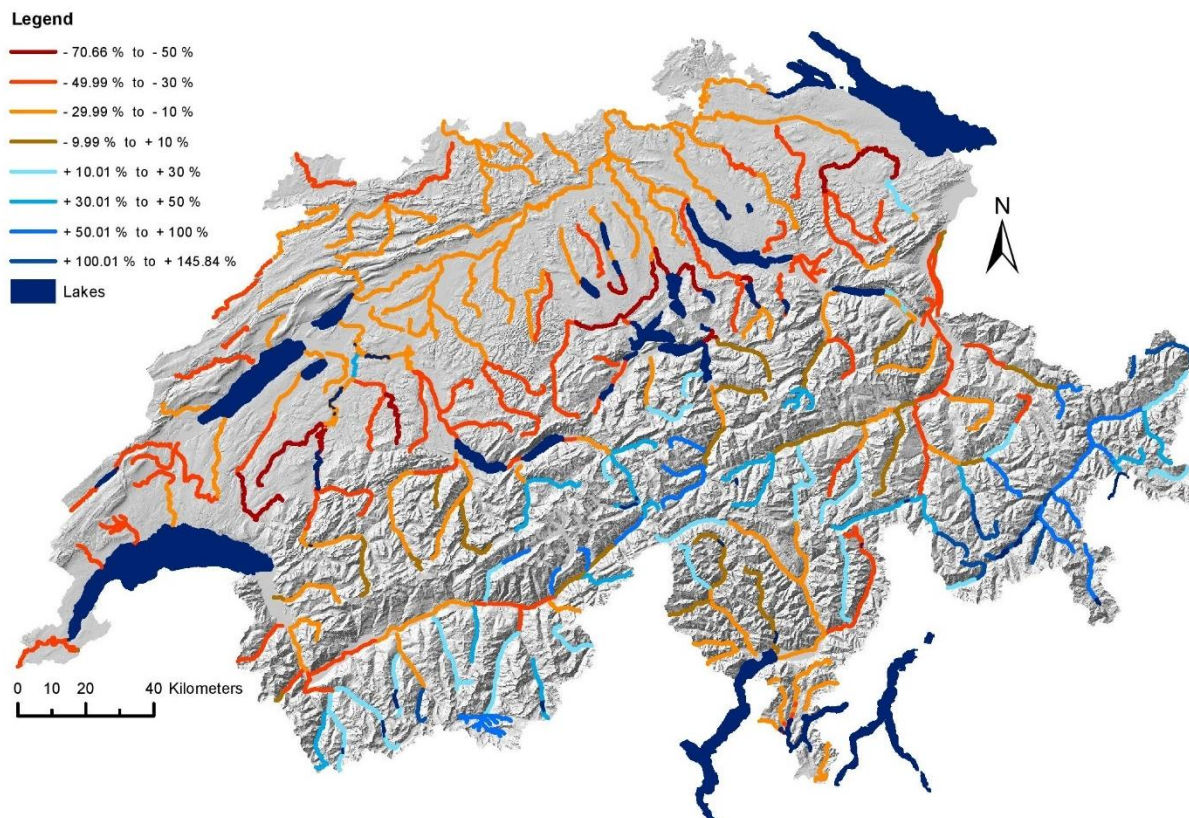 Legend
- 70.66 % to - 50 %
- 49.99 % to - 30 %
- 29.99 % to - 10 %
- 9.99 % to + 10 %
+ 10.01 % to + 30 %
+ 30.01 % to + 50 %
+ 50.01 % to + 100 %
+ 100.01 % to + 145.84 %
Lakes
N
0 10 20 40 Kilometers